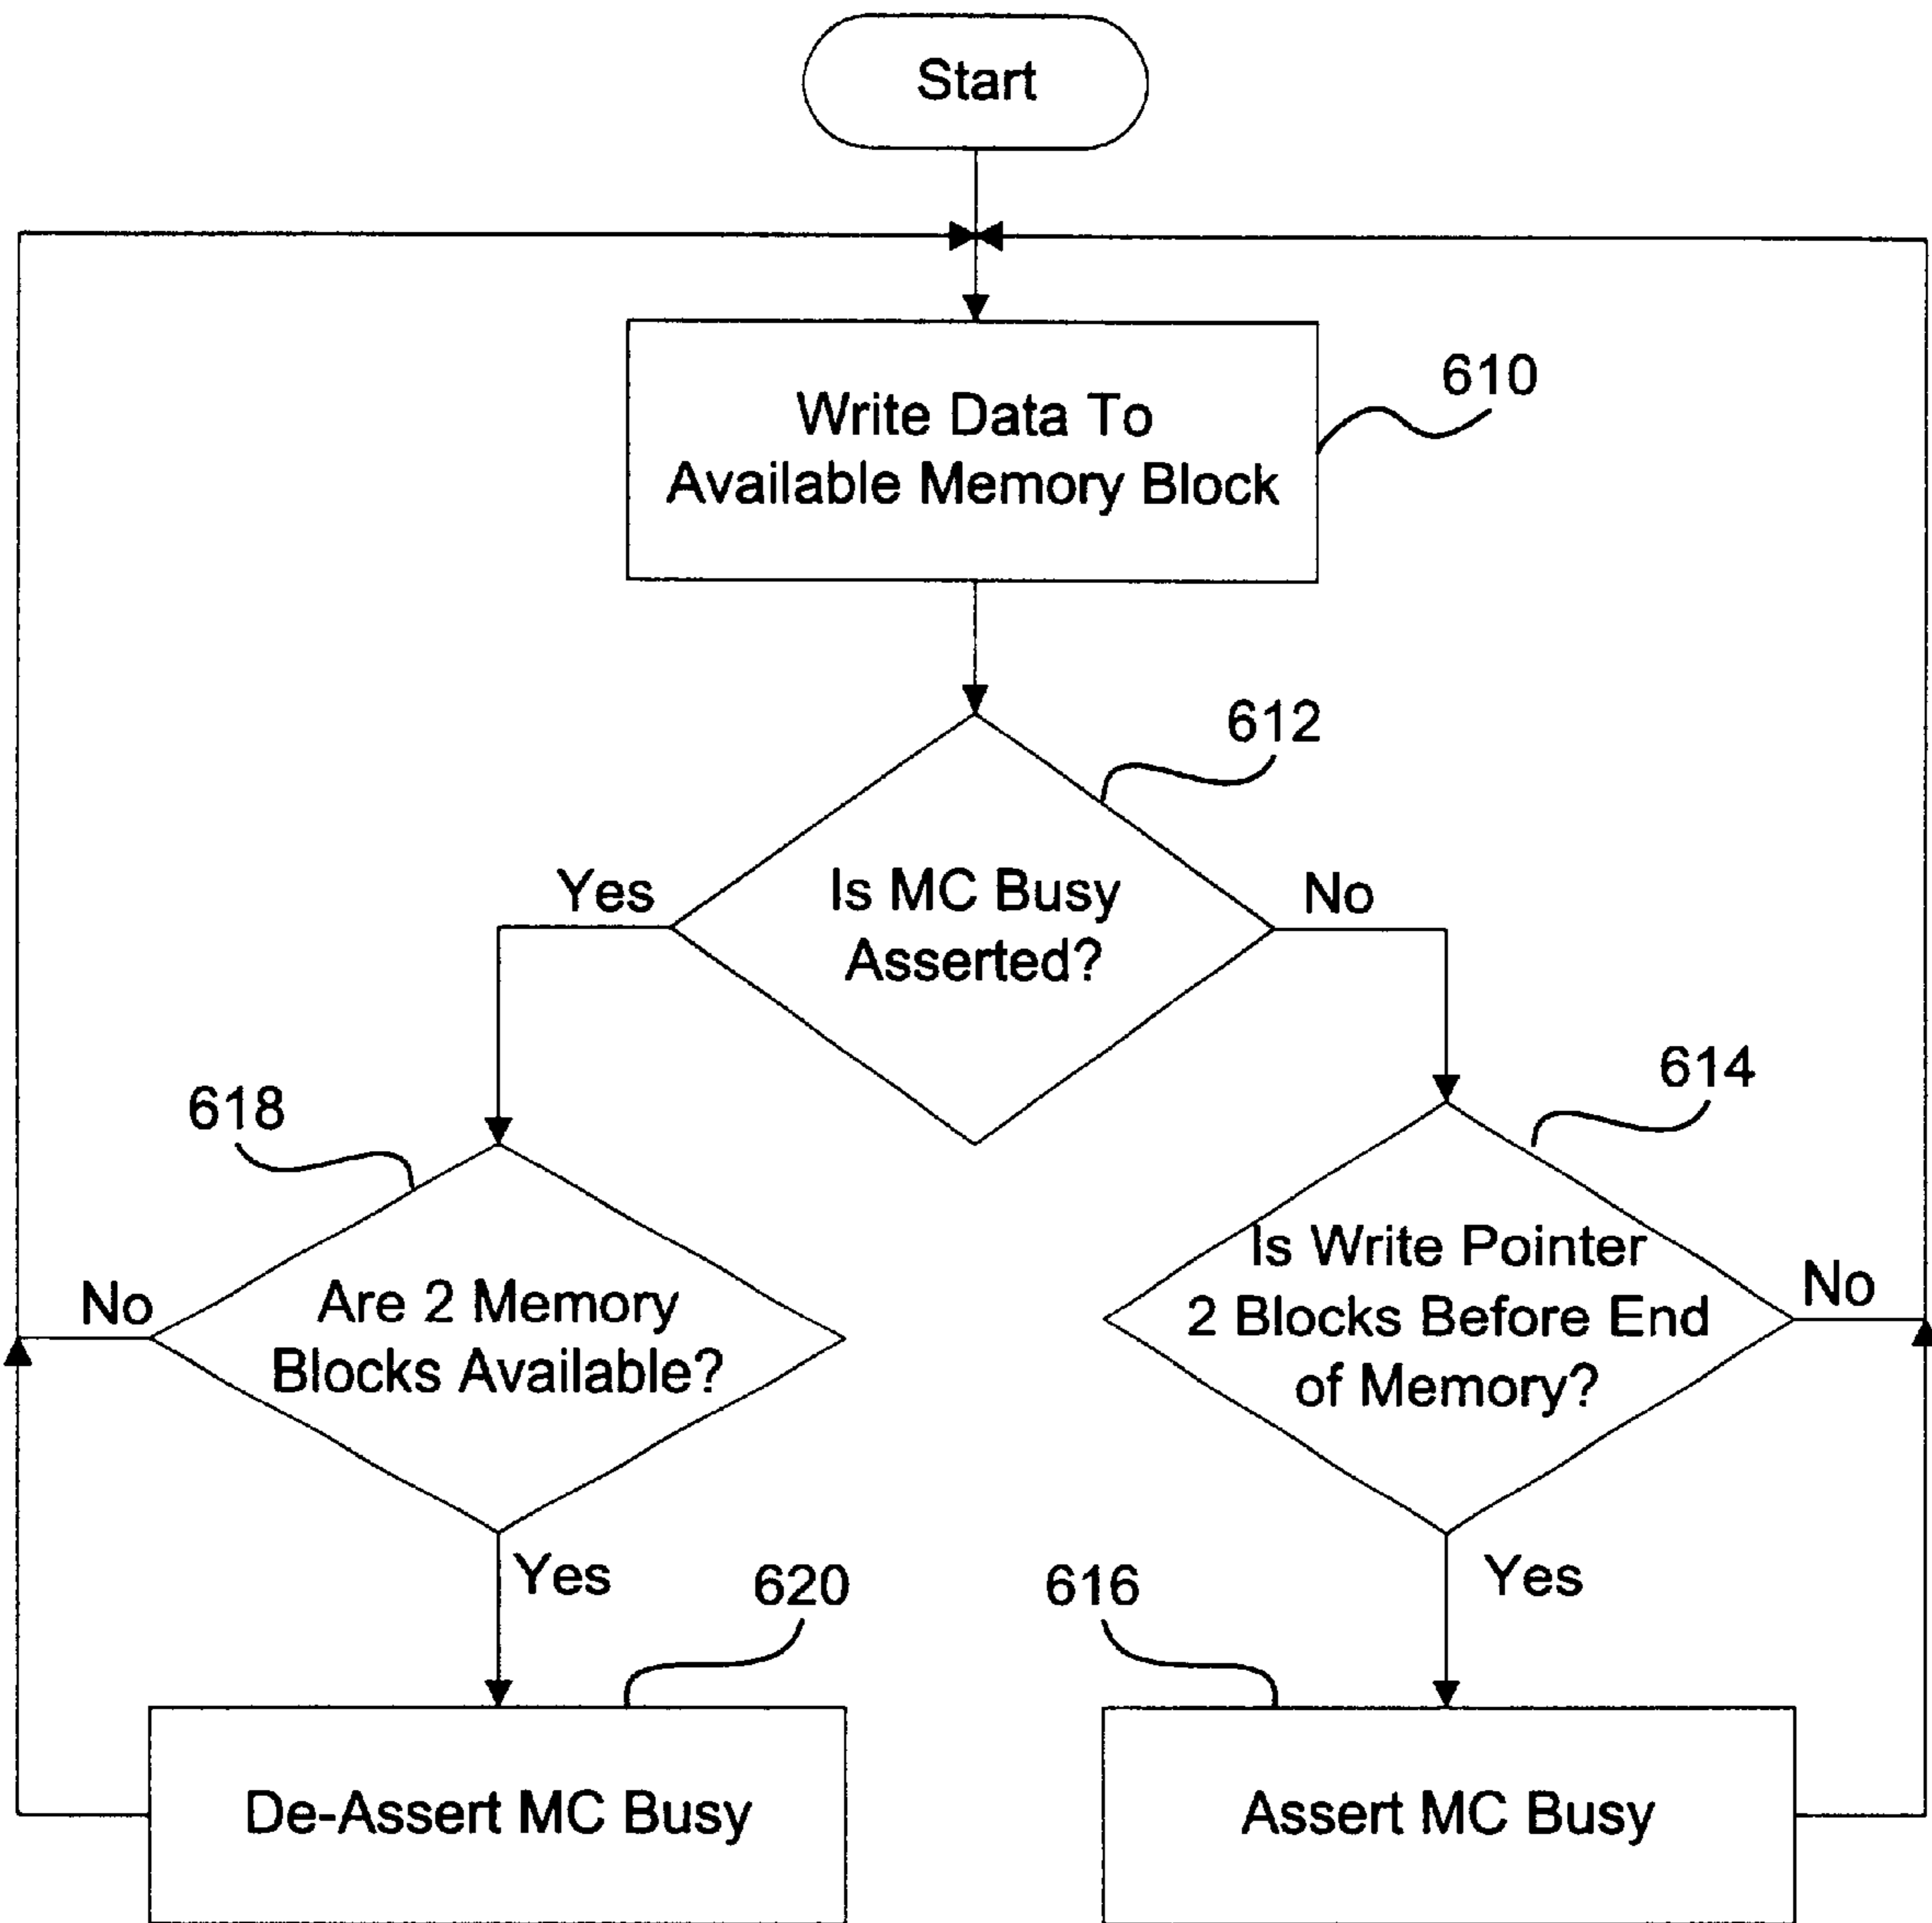 Start
610
Write Data To
Available Memory Block
612
Yes
Is MC Busy
Asserted?
No
618
614
No
Are 2 Memory
Blocks Available?
Is Write Pointer
2 Blocks Before End
of Memory?
No
Yes
620
616
Yes
De-Assert MC Busy
Assert MC Busy